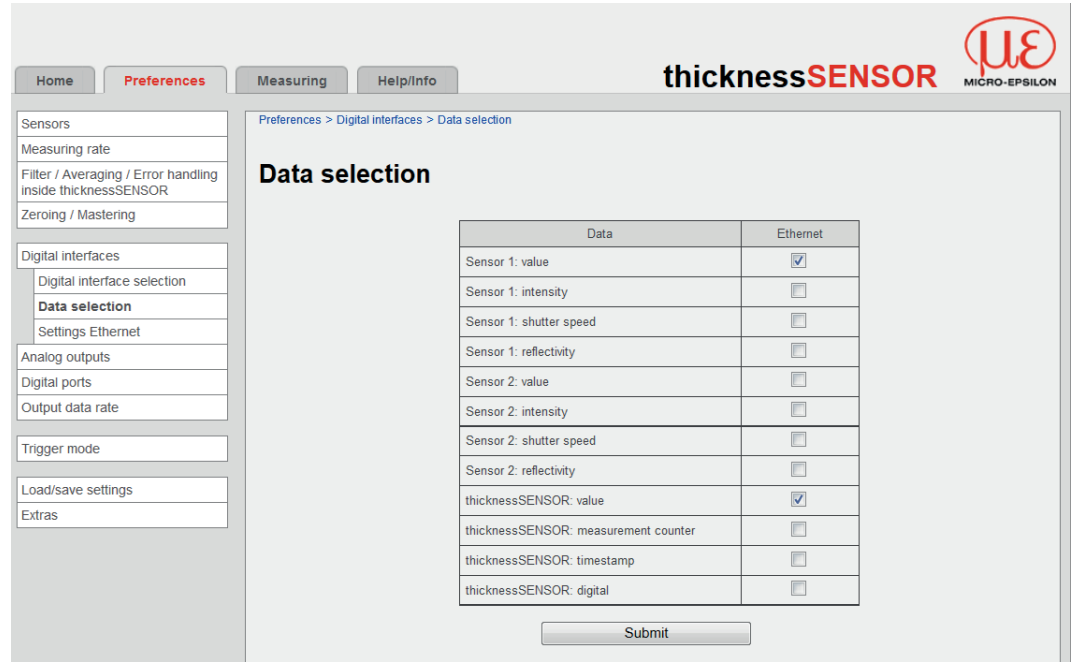 με
MICRO-EPSILON
thicknessSENSOR
Home
Preferences
Measuring
Help/Info
Sensors
Measuring rate
Filter / Averaging / Error handling
inside thicknessSENSOR
Zeroing / Mastering
Digital interfaces
Digital interface selection
Data selection
Settings Ethernet
Analog outputs
Digital ports
Output data rate
Trigger mode
Load/save settings
Extras
Preferences > Digital interfaces > Data selection
Data selection
Data Ethernet
Sensor 1: value
Sensor 1: intensity
Sensor 1: shutter speed
Sensor 1: reflectivity
Sensor 2: value
Sensor 2: intensity
Sensor 2: shutter speed
Sensor 2: reflectivity
thicknessSENSOR: value
thicknessSENSOR: measurement counter
thicknessSENSOR: timestamp
thicknessSENSOR: digital
Submit